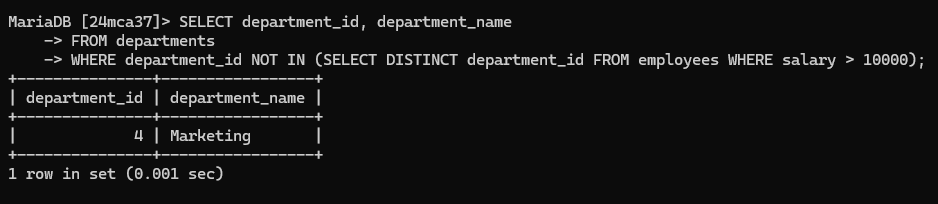 MariaDB [24mca37]> SELECT department_id, department_name
    -> FROM departments
    -> WHERE department_id NOT IN (SELECT DISTINCT department_id FROM employees WHERE salary > 10000);
+---------------+-----------------+
| department_id | department_name |
+---------------+-----------------+
|             4 | Marketing       |
+---------------+-----------------+
1 row in set (0.001 sec)